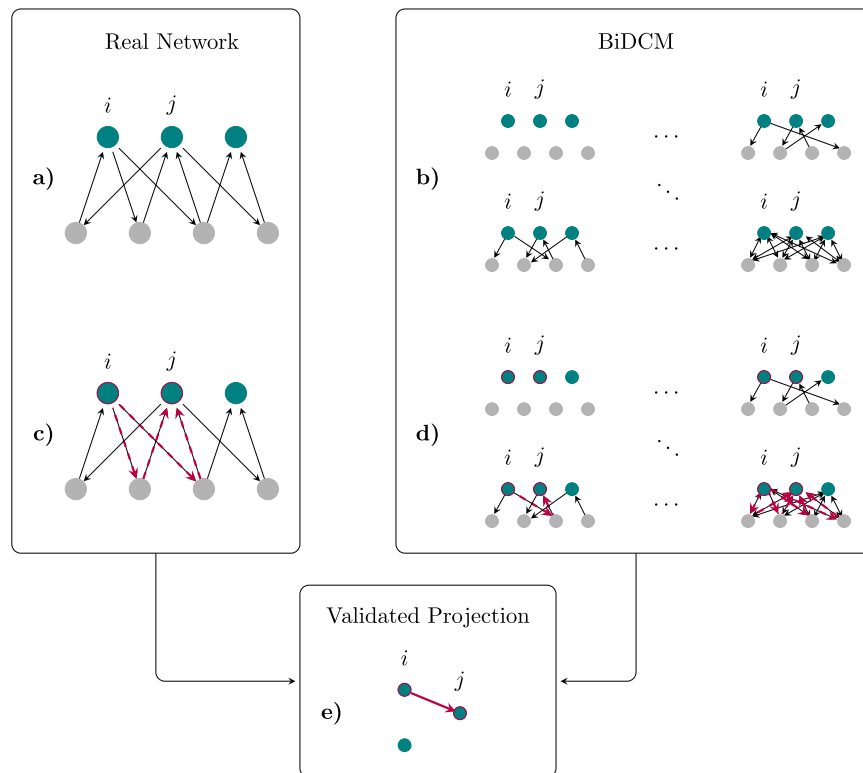 Real Network
i j
a)
i j
c)
BiDCM
i j
. . .
i j
b)
. . .
i j
. . .
i j
i j
. . .
i j
d)
. . .
i j
. . .
i j
Validated Projection
i
j
e)